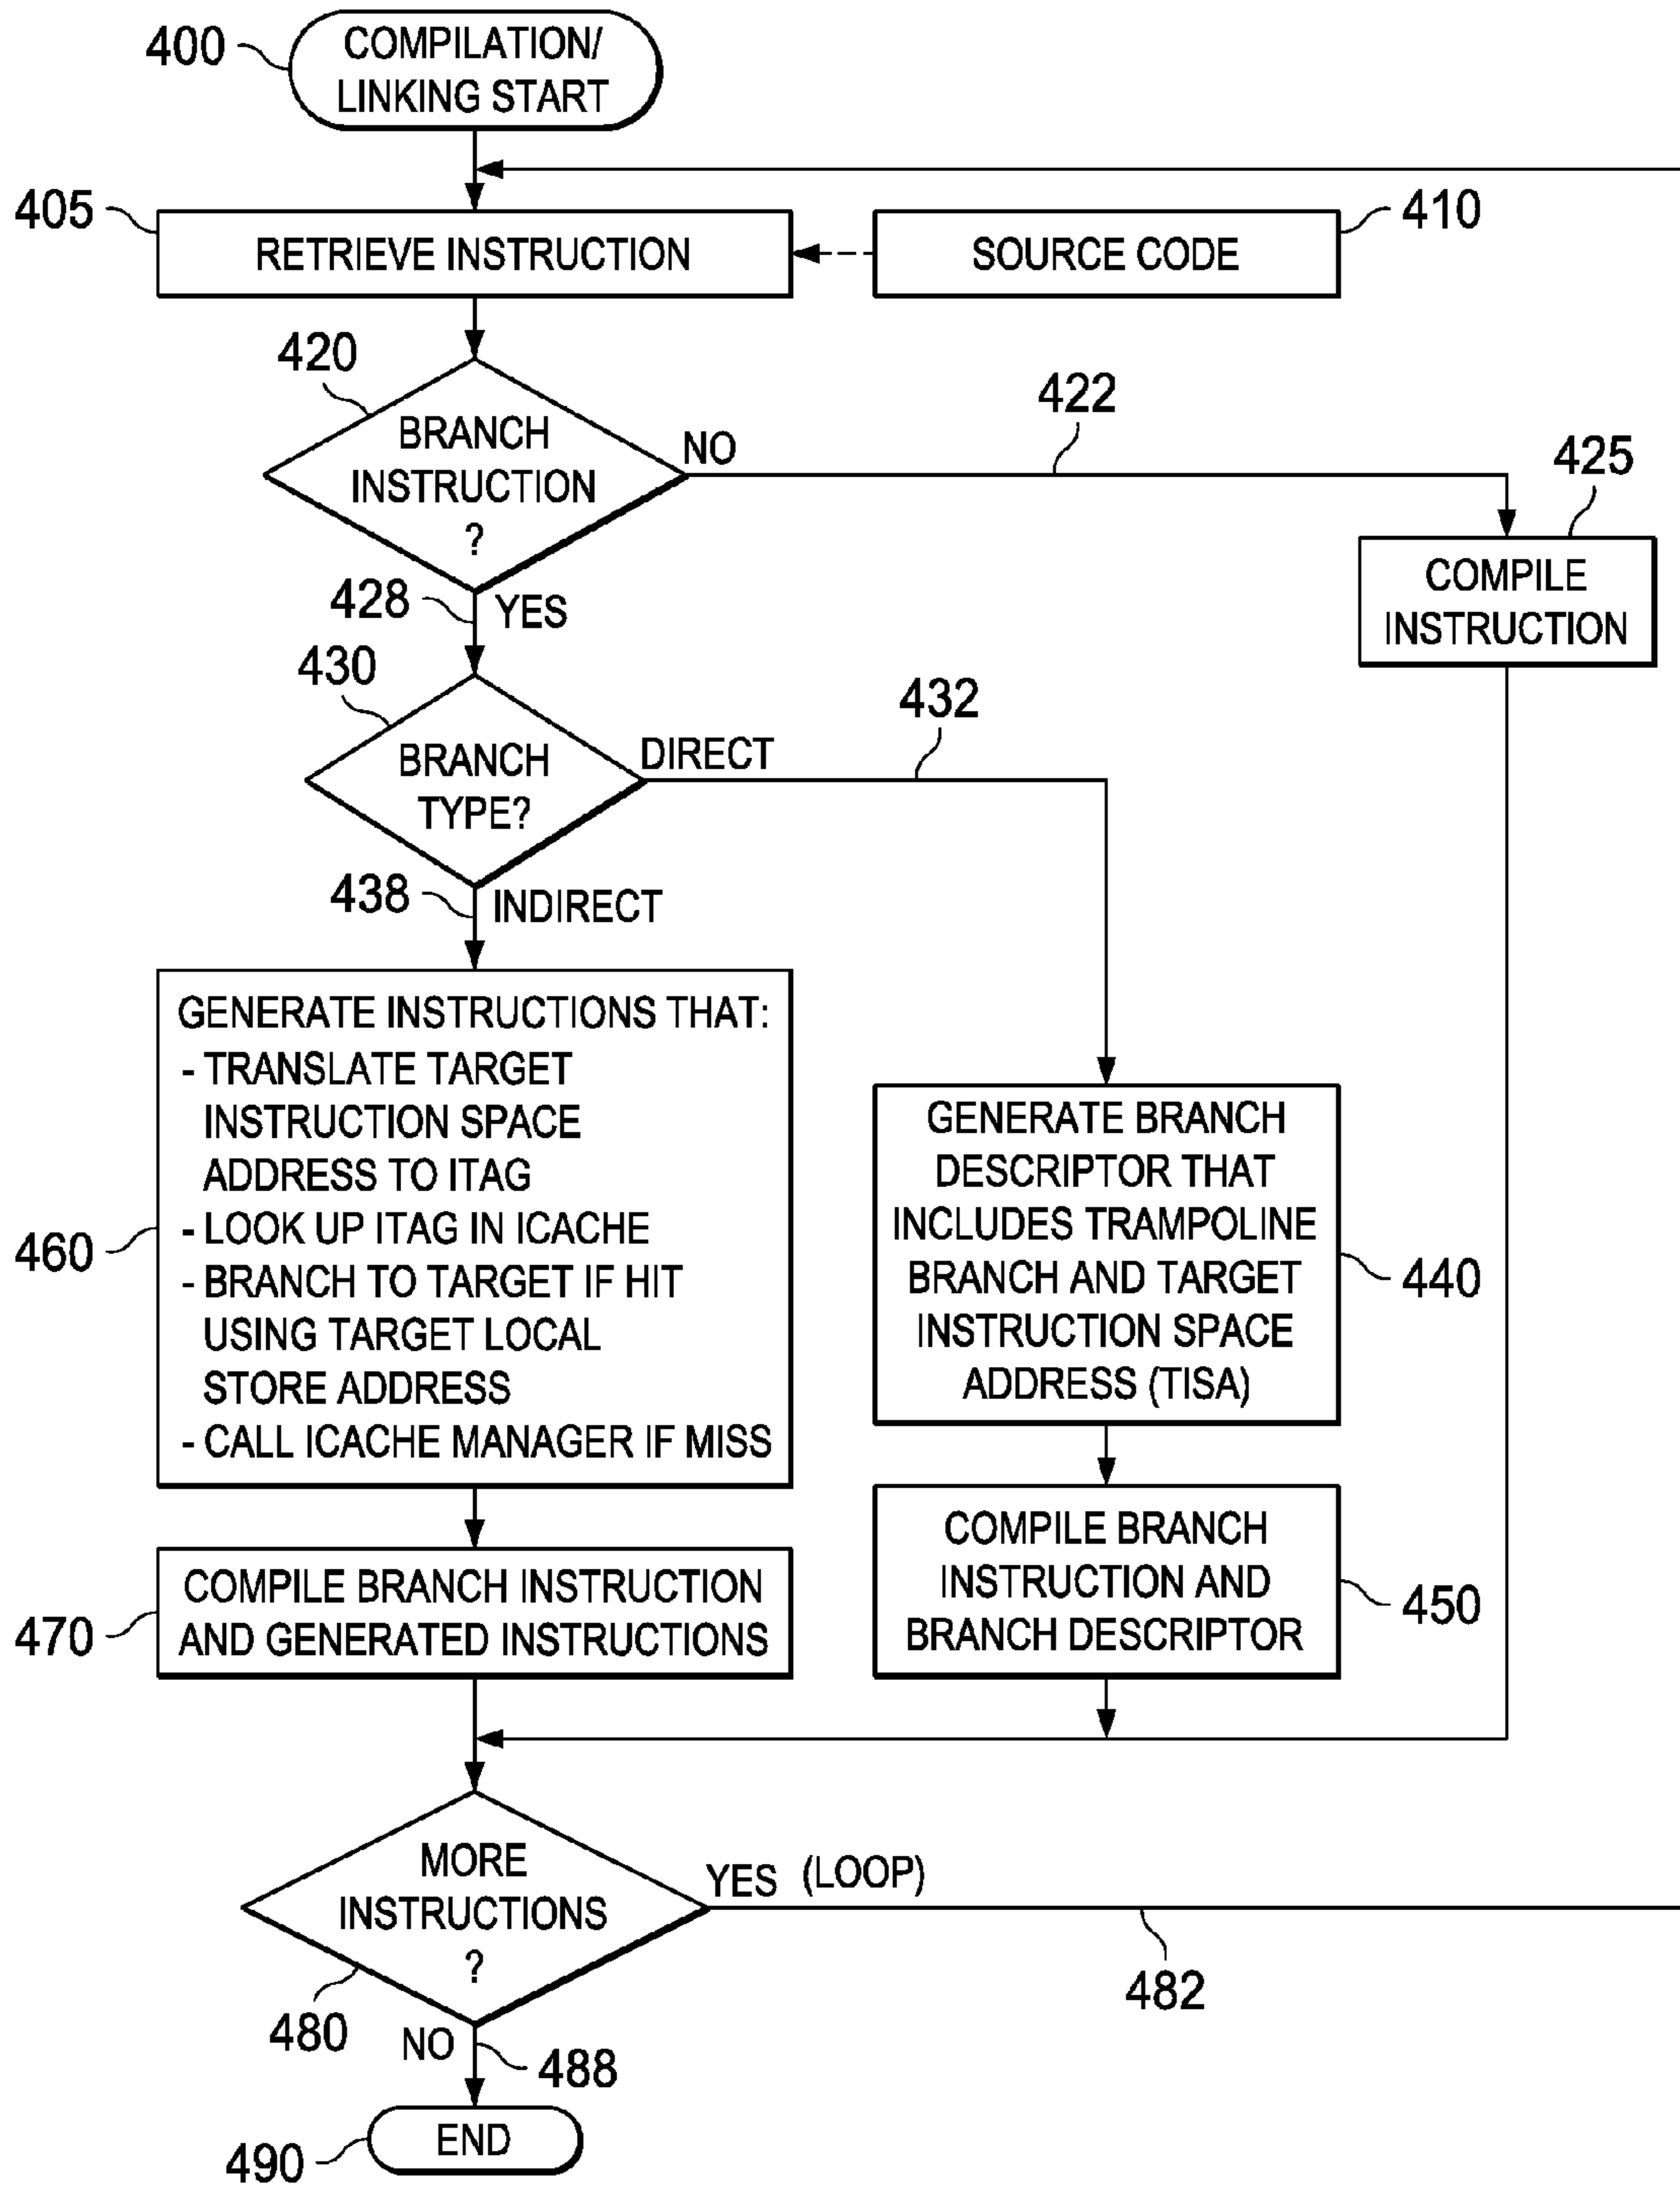 400
COMPILATION/
LINKING START
405
RETRIEVE INSTRUCTION
SOURCE CODE
410
420
BRANCH
INSTRUCTION
?
NO
422
425
COMPILE
INSTRUCTION
428
YES
430
BRANCH
TYPE?
DIRECT
432
438
INDIRECT
460
GENERATE INSTRUCTIONS THAT:
- TRANSLATE TARGET
INSTRUCTION SPACE
ADDRESS TO ITAG
- LOOK UP ITAG IN ICACHE
- BRANCH TO TARGET IF HIT
USING TARGET LOCAL
STORE ADDRESS
- CALL ICACHE MANAGER IF MISS
GENERATE BRANCH
DESCRIPTOR THAT
INCLUDES TRAMPOLINE
BRANCH AND TARGET
INSTRUCTION SPACE
ADDRESS (TISA)
440
470
COMPILE BRANCH INSTRUCTION
AND GENERATED INSTRUCTIONS
COMPILE BRANCH
INSTRUCTION AND
BRANCH DESCRIPTOR
450
MORE
INSTRUCTIONS
?
YES (LOOP)
482
480
NO
488
END
490